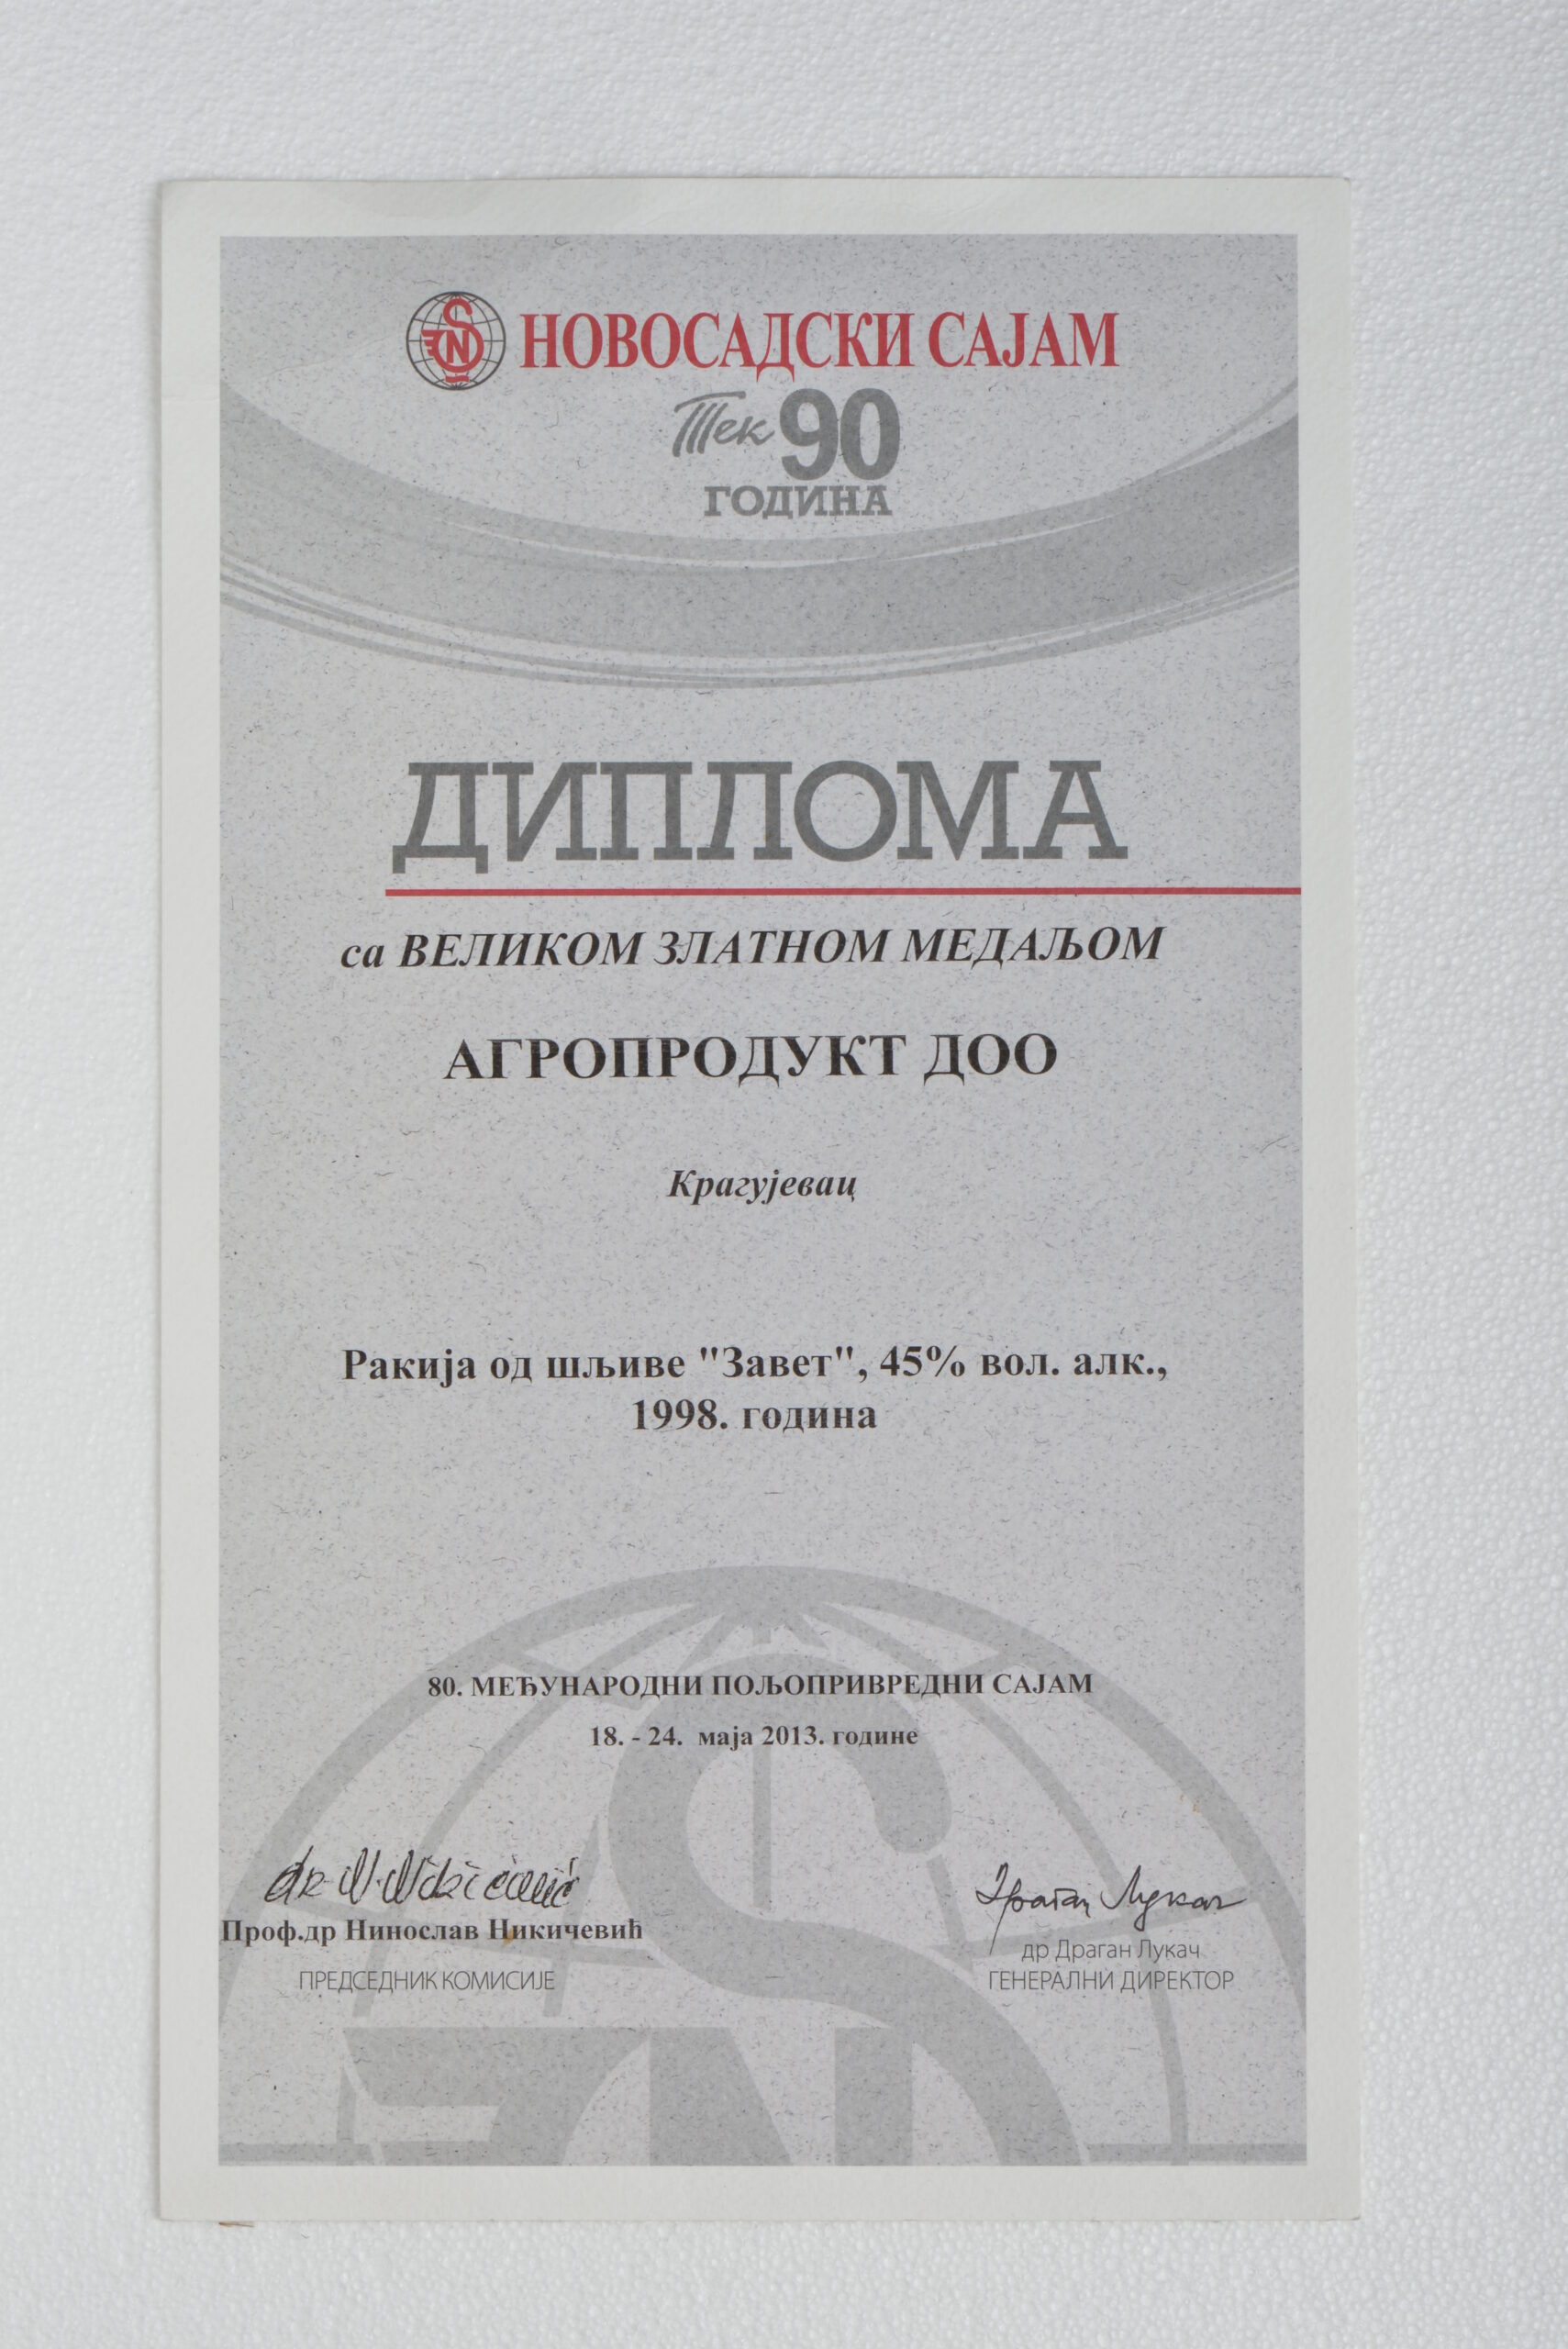 НОВОСАДСКИ САЈАМ
Тек 90
ГОДИНА
ДИПЛОМА
са ВЕЛИКОМ ЗЛАТНОМ МЕДАЉОМ
АГРОПРОДУКТ ДОО
Крагујевац
Ракија од шљиве "Завет", 45% вол. алк.,
1998. година
80. МЕЂУНАРОДНИ ПОЉОПРИВРЕДНИ САЈАМ
18. - 24. маја 2013. године
Проф.др Нинослав Никичевић
ПРЕДСЕДНИК КОМИСИЈЕ
Драган Лукач
др Драган Лукач
ГЕНЕРАЛНИ ДИРЕКТОР